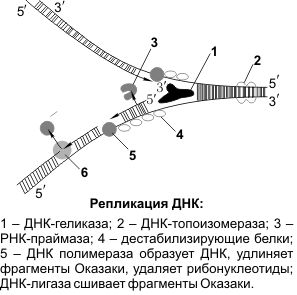 5′ 3′
3 1 2
3′
5′ 5′
3′
4
5
6
5′
Репликация ДНК:
1 – ДНК-геликаза; 2 – ДНК-топоизомераза; 3 –
РНК-праймаза; 4 – дестабилизирующие белки;
5 – ДНК полимераза образует ДНК, удлиняет
фрагменты Оказаки, удаляет рибонуклеотиды;
ДНК-лигаза сшивает фрагменты Оказаки.